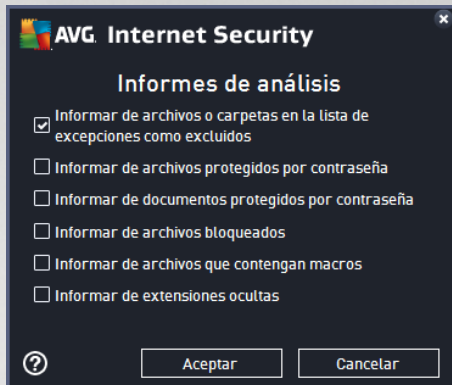 AVG. Internet Security
Informes de análisis
Informar de archivos o carpetas en la lista de
excepciones como excluidos
Informar de archivos protegidos por contraseña
Informar de documentos protegidos por contraseña
Informar de archivos bloqueados
Informar de archivos que contengan macros
Informar de extensiones ocultas
?
Aceptar
Cancelar